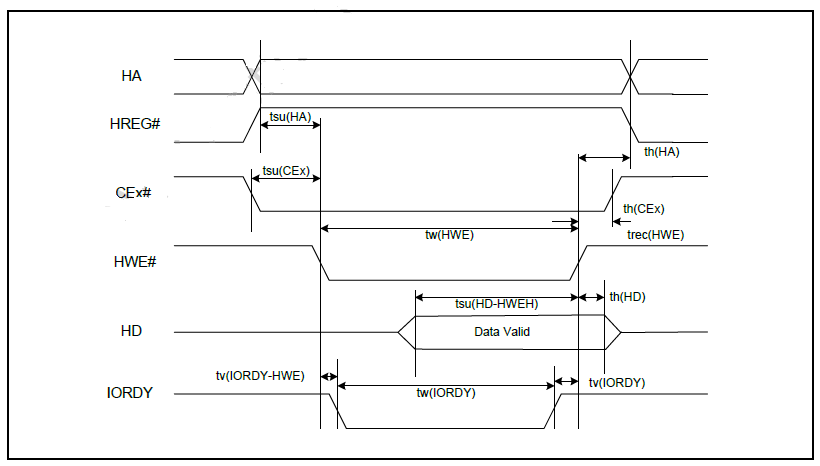 HA
HREG#
tsu(HA)
th(HA)
tsu(CEx)
CEx#
th(CEx)
tw(HWE)
trec(HWE)
HWE#
tsu(HD-HWEH)
th(HD)
HD
Data Valid
tv(IORDY-HWE)
tv(IORDY)
IORDY
tw(IORDY)